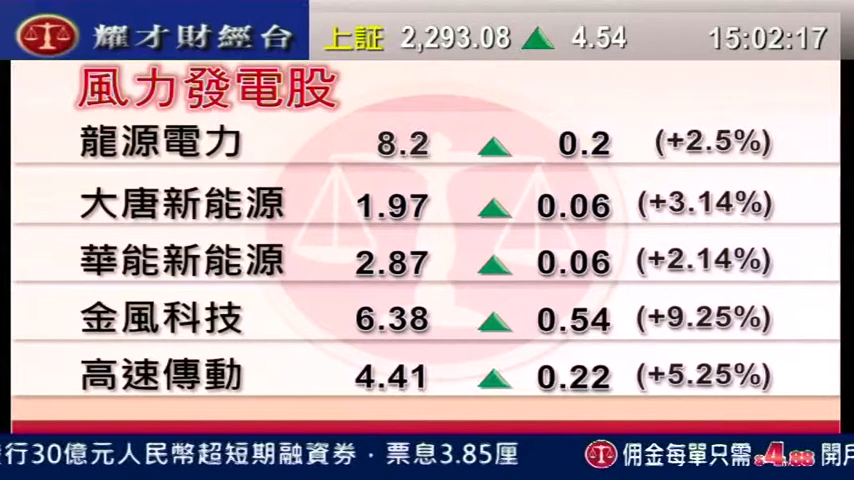 耀才財經台 上証 2,293.08 ▲ 4.54 15:02:17
風力發電股
龍源電力 8.2 ▲ 0.2 (+2.5%)
大唐新能源 1.97 ▲ 0.06 (+3.14%)
華能新能源 2.87 ▲ 0.06 (+2.14%)
金風科技 6.38 ▲ 0.54 (+9.25%)
高速傳動 4.41 ▲ 0.22 (+5.25%)
行30億元人民幣超短期融資券．票息3.85厘 佣金每單只需$4.88 開